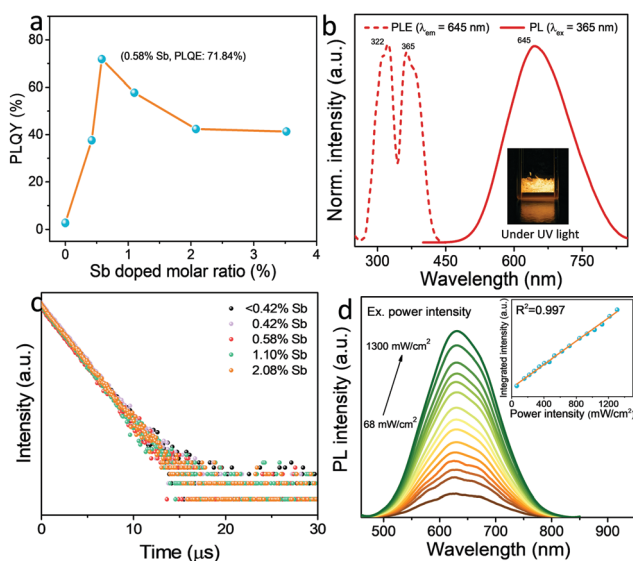 a
PLQY (%)
80
60
40
20
0
(0.58% Sb, PLQE: 71.84%)
0 1 2 3 4
Sb doped molar ratio (%)
b
Norm. intensity (a.u.)
PLE (λem = 645 nm) PL (λex = 365 nm)
322 365 645
Under UV light
300 450 600 750
Wavelength (nm)
c
Intensity (a.u.)
<0.42% Sb
0.42% Sb
0.58% Sb
1.10% Sb
2.08% Sb
0 10 20 30
Time (μs)
d
PL intensity (a.u.)
Ex. power intensity
1300 mW/cm²
68 mW/cm²
R²=0.997
Integrated intensity (a.u.)
0 400 800 1200
Power intensity (mW/cm²)
500 600 700 800 900
Wavelength (nm)